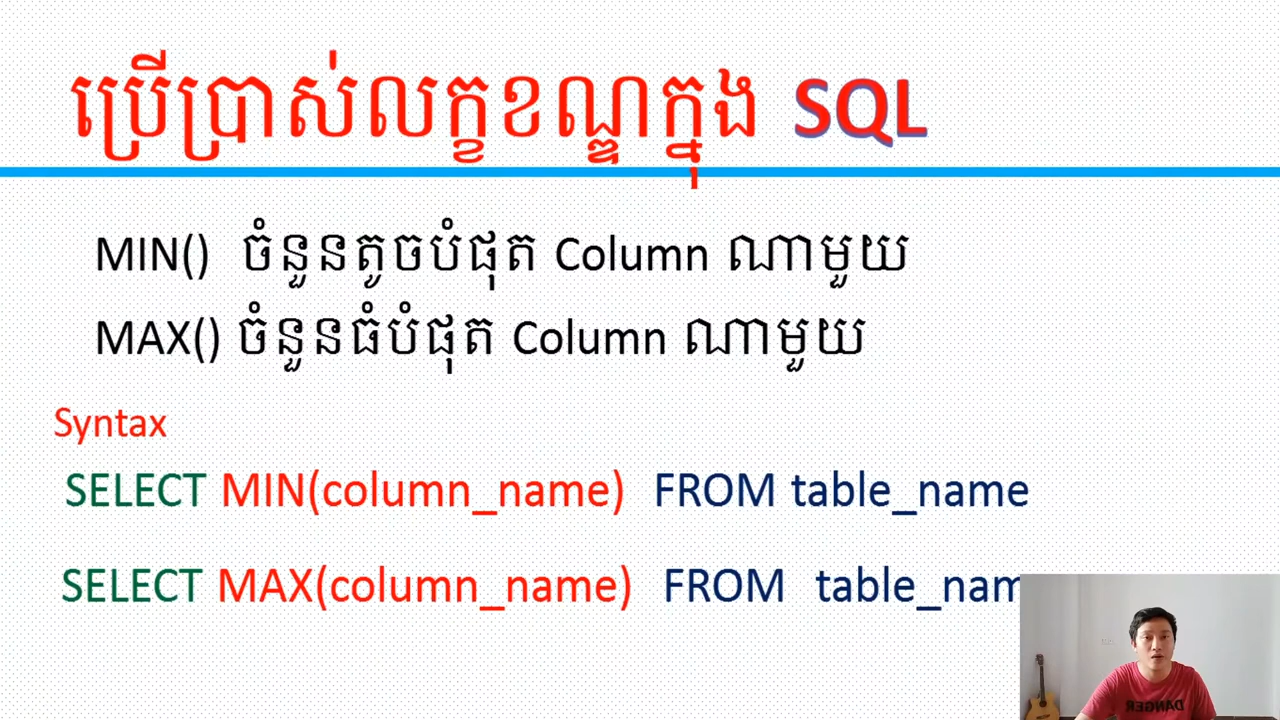 ប្រើប្រាស់លក្ខខណ្ឌក្នុង SQL
MIN() ចំនួនតូចបំផុត Column ណាមួយ
MAX() ចំនួនធំបំផុត Column ណាមួយ
Syntax
SELECT MIN(column_name) FROM table_name
SELECT MAX(column_name) FROM table_nam
DANGER